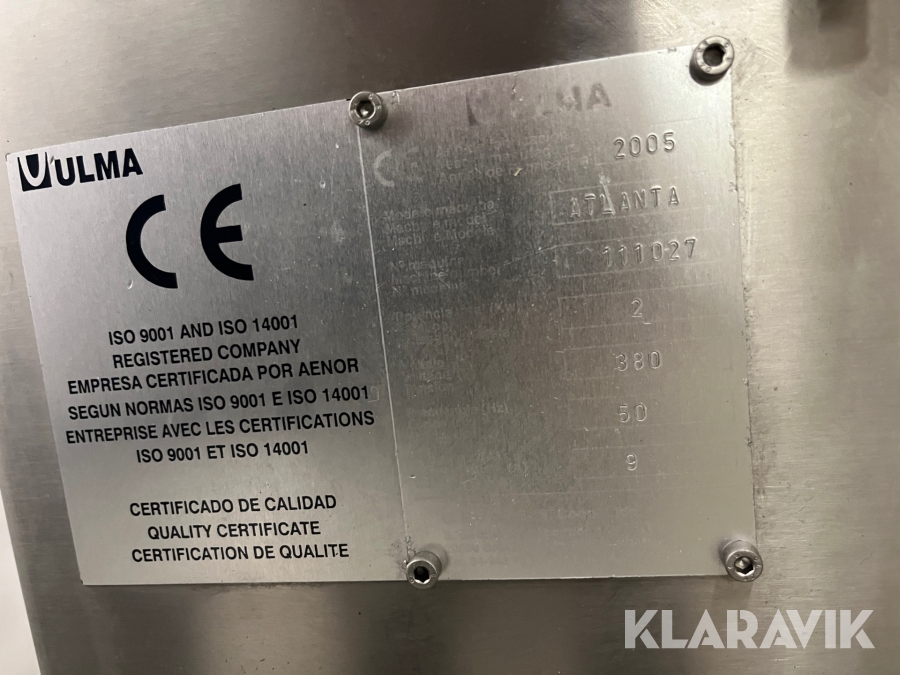 ULMA
CE
ISO 9001 AND ISO 14001
REGISTERED COMPANY
EMPRESA CERTIFICADA POR AENOR
SEGUN NORMAS ISO 9001 E ISO 14001
ENTREPRISE AVEC LES CERTIFICATIONS
ISO 9001 ET ISO 14001
CERTIFICADO DE CALIDAD
QUALITY CERTIFICATE
CERTIFICATION DE QUALITE
ULMA
CE
2005
ATLANTA
111027
2
380
(Hz)
50
9
KLARAVIK